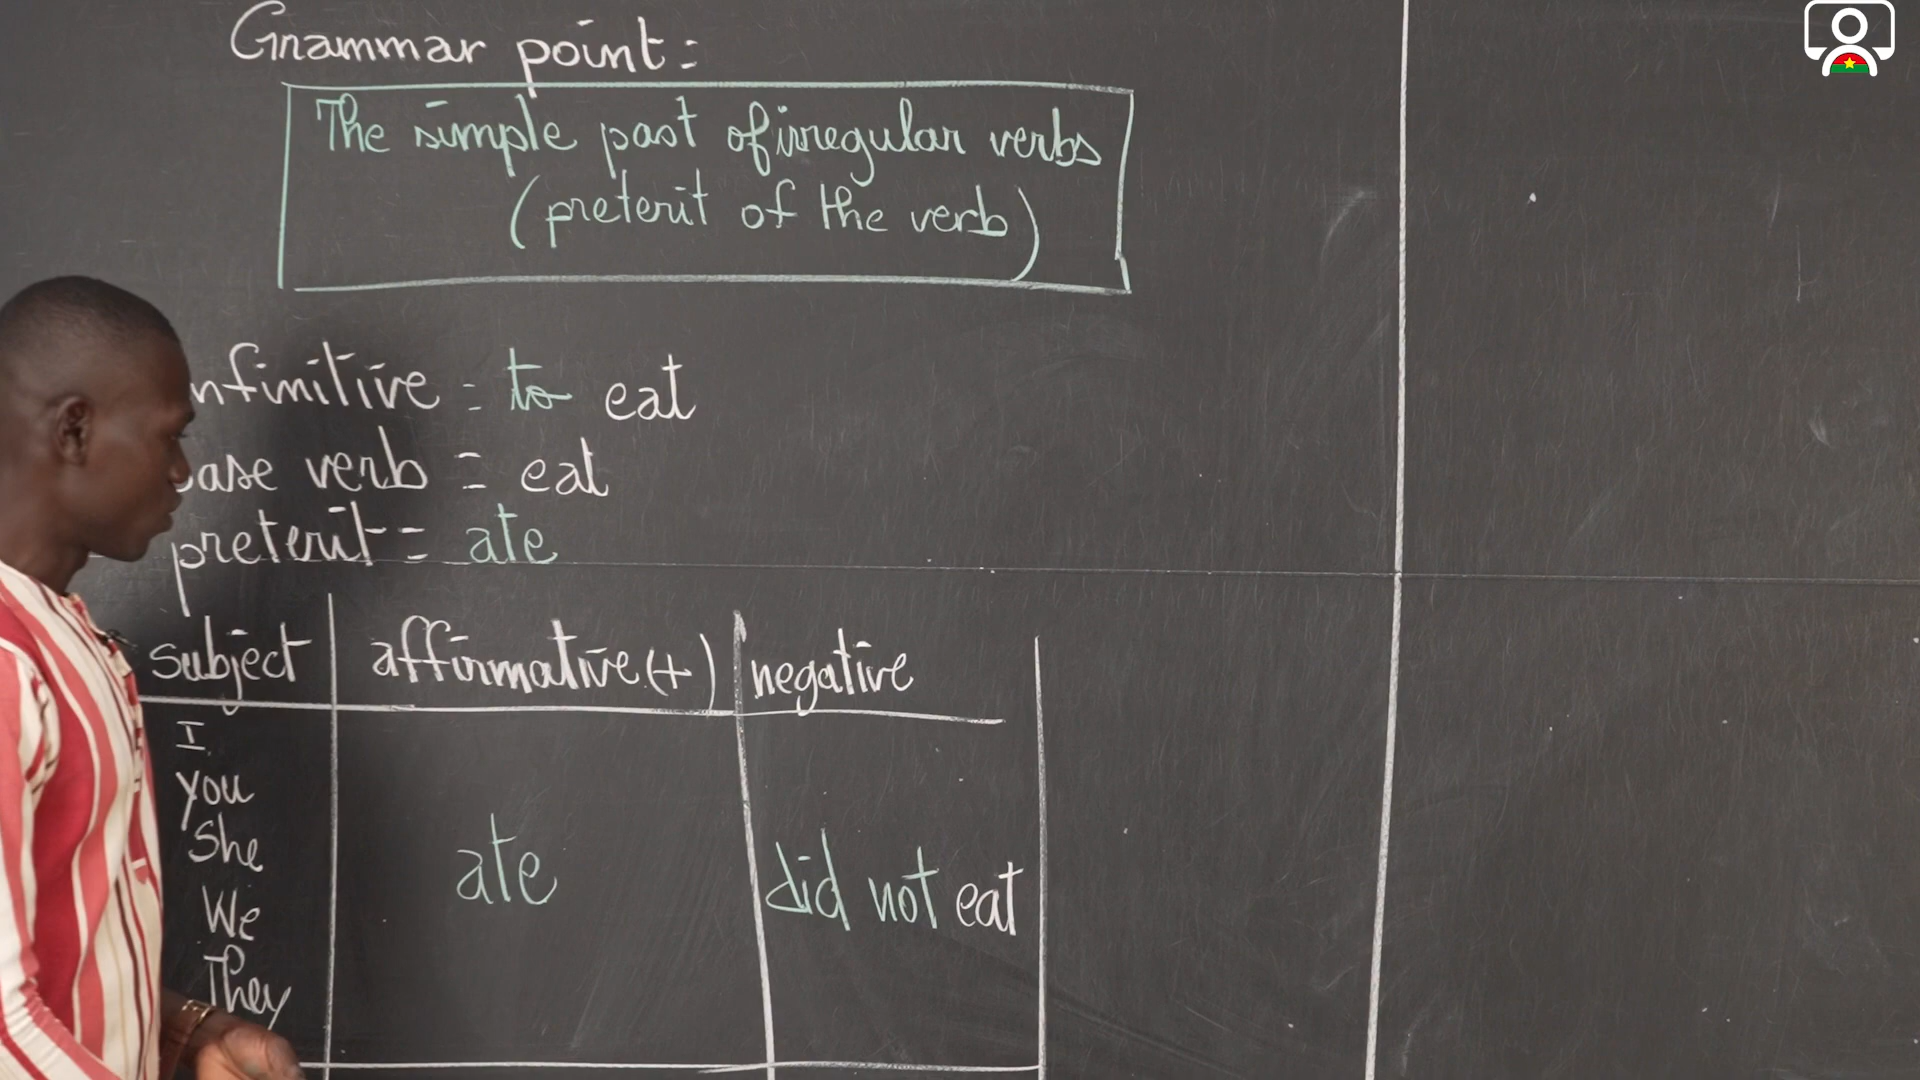 Grammar point:
The simple past of irregular verbs
(preterit of the verb)
nfinitive = to eat
ase verb = eat
preterit = ate
subject affirmative (+) negative
I
you
She
We
They
ate
did not eat